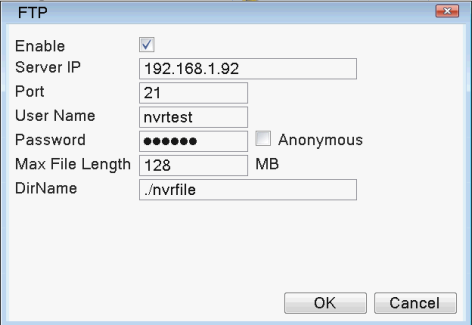 FTP
Enable
Server IP 192.168.1.92
Port 21
User Name nvrtest
Password ●●●●●● Anonymous
Max File Length 128 MB
DirName ./nvrfile
OK Cancel